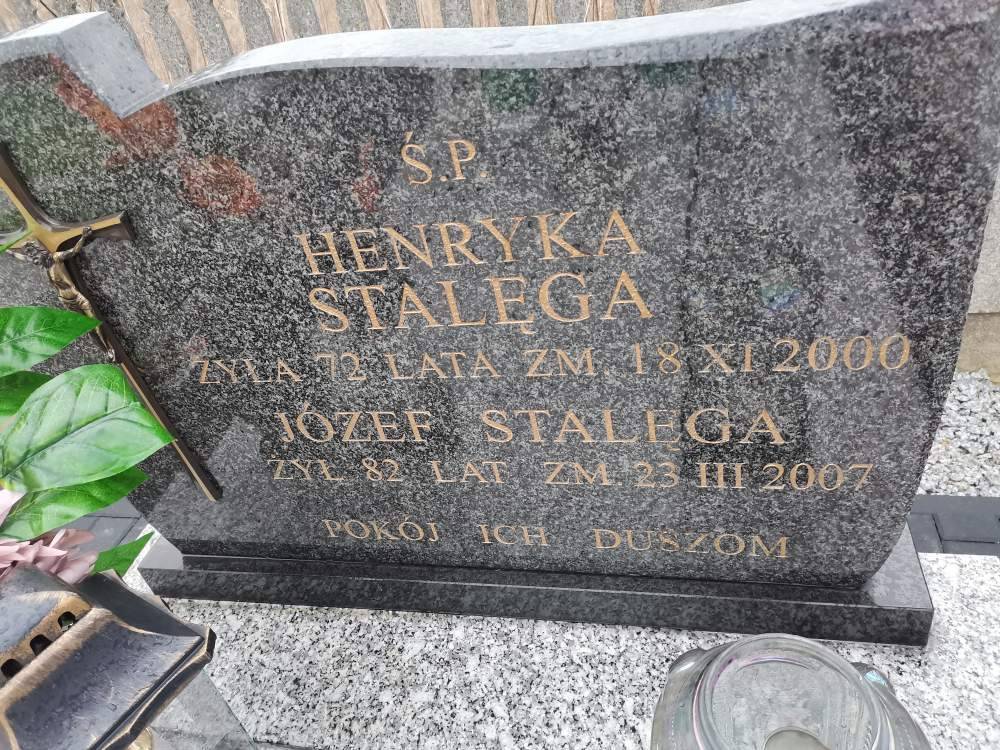 Ś.P.
HENRYKA
STALĘGA
ŻYŁA 72 LATA ZM. 18 XI 2000
JÓZEF STALĘGA
ŻYŁ 82 LAT ZM. 23 III 2007
POKÓJ ICH DUSZOM